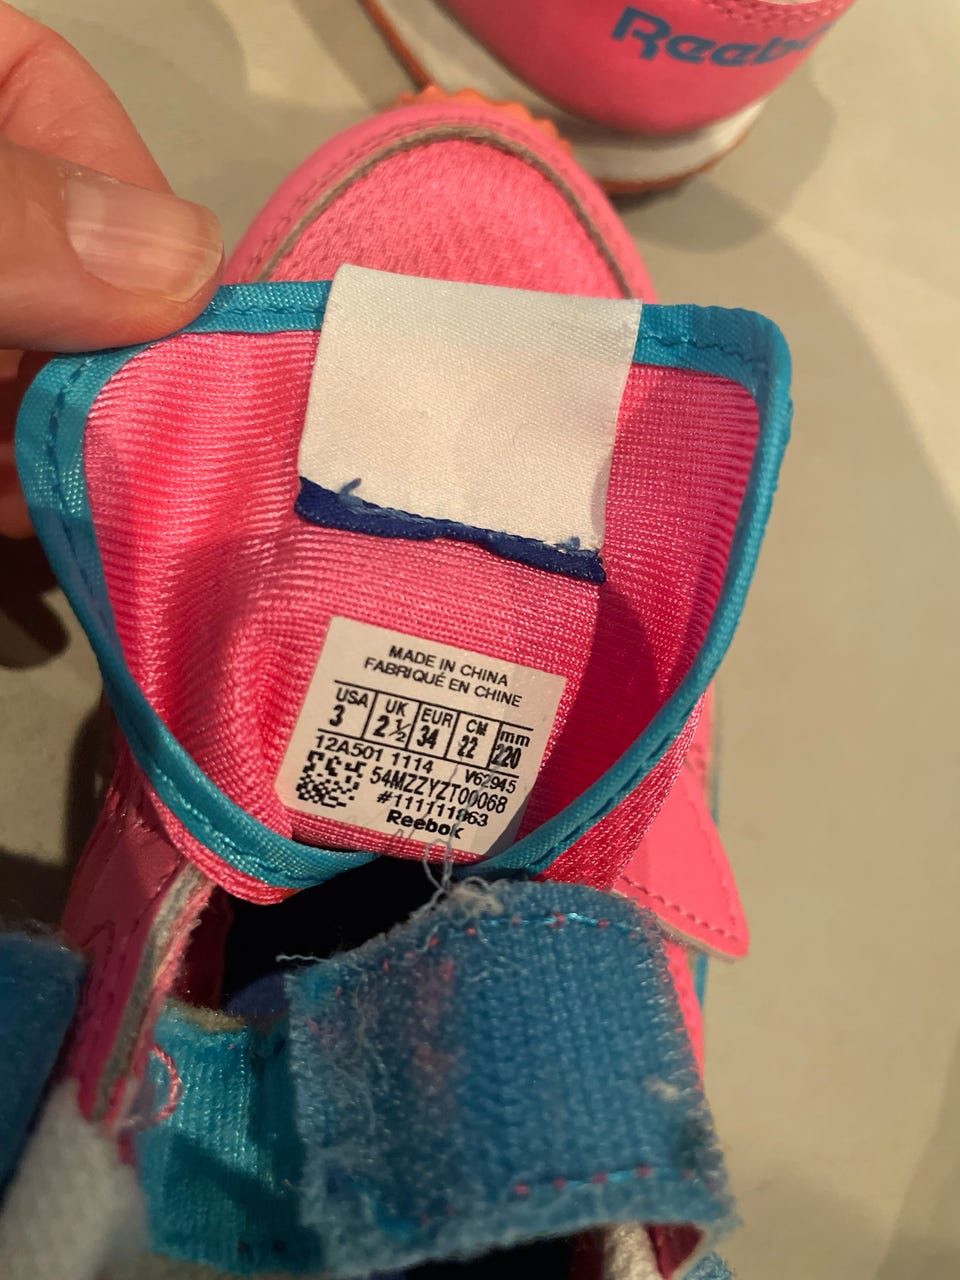 Reebok
MADE IN CHINA
FABRIQUÉ EN CHINE
USA UK EUR CM mm
3 2½ 34 22 220
12A501 1114 V62945
54MZZYZT00068
#111111863
Reebok